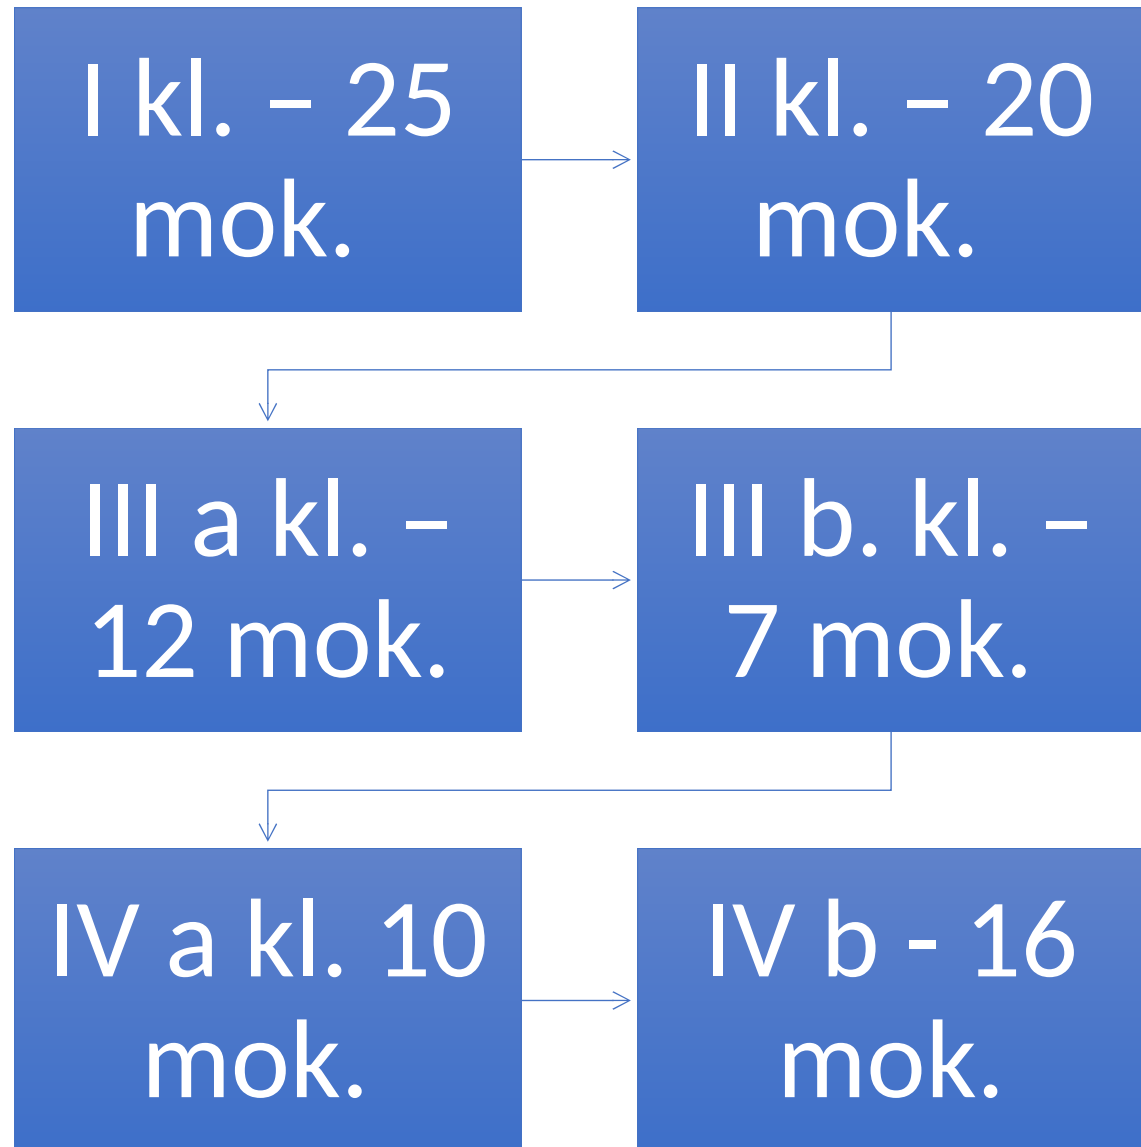 I kl. – 25
mok.
II kl. – 20
mok.
III a kl. –
12 mok.
III b. kl. –
7 mok.
IV a kl. 10
mok.
IV b - 16
mok.